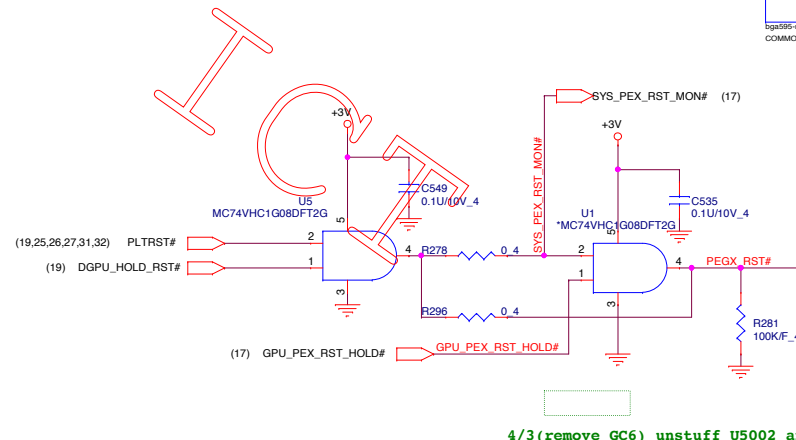 bga595-
COMMO
SYS_PEX_RST_MON# (17)
+3V
+3V
SYS_PEX_RST_MON#
C549
0.1U/10V_4
C535
0.1U/10V_4
U5
MC74VHC1G08DFT2G
U1
*MC74VHC1G08DFT2G
5
5
(19,25,26,27,31,32) PLTRST#
2
4
R278
0_4
2
4
PEGX_RST#
(19) DGPU_HOLD_RST#
1
1
3
3
R296
0_4
R281
100K/F_4
(17) GPU_PEX_RST_HOLD#
GPU_PEX_RST_HOLD#
4/3(remove GC6) unstuff U5002 a